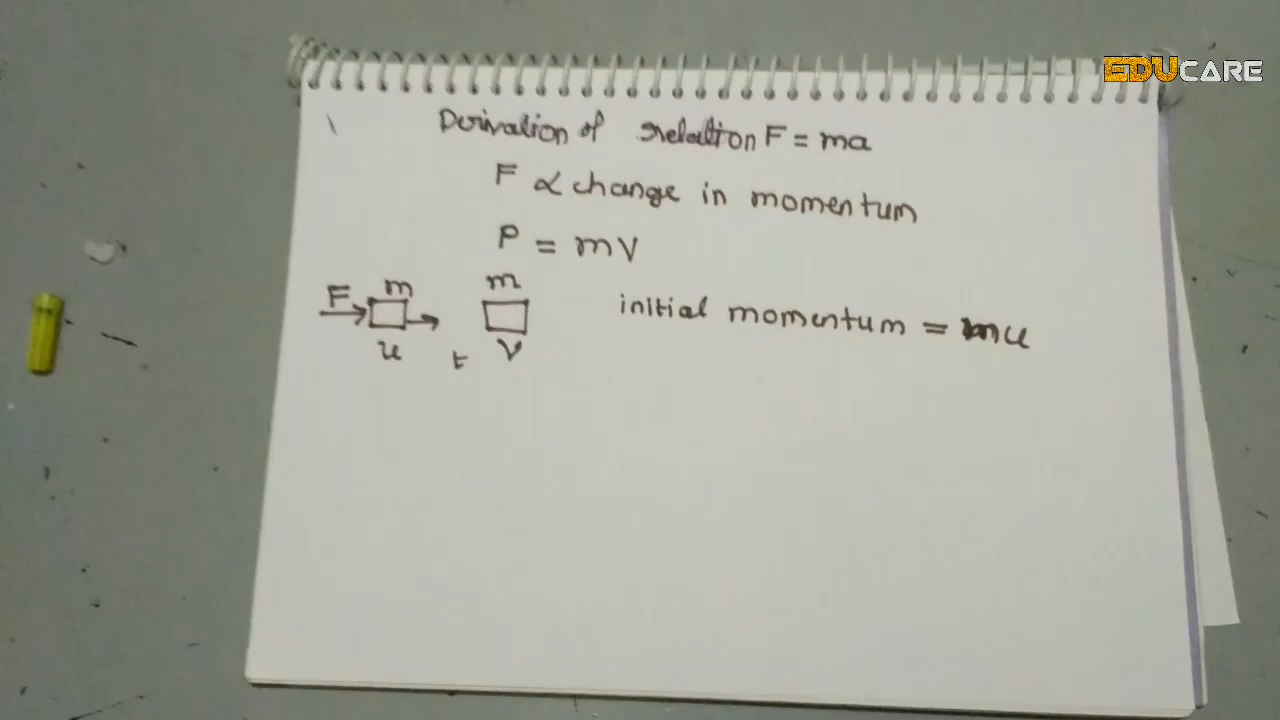 EDUCARE
Derivation of relation F = ma
F ∝ change in momentum
P = mV
F m m
initial momentum = mu
u t V